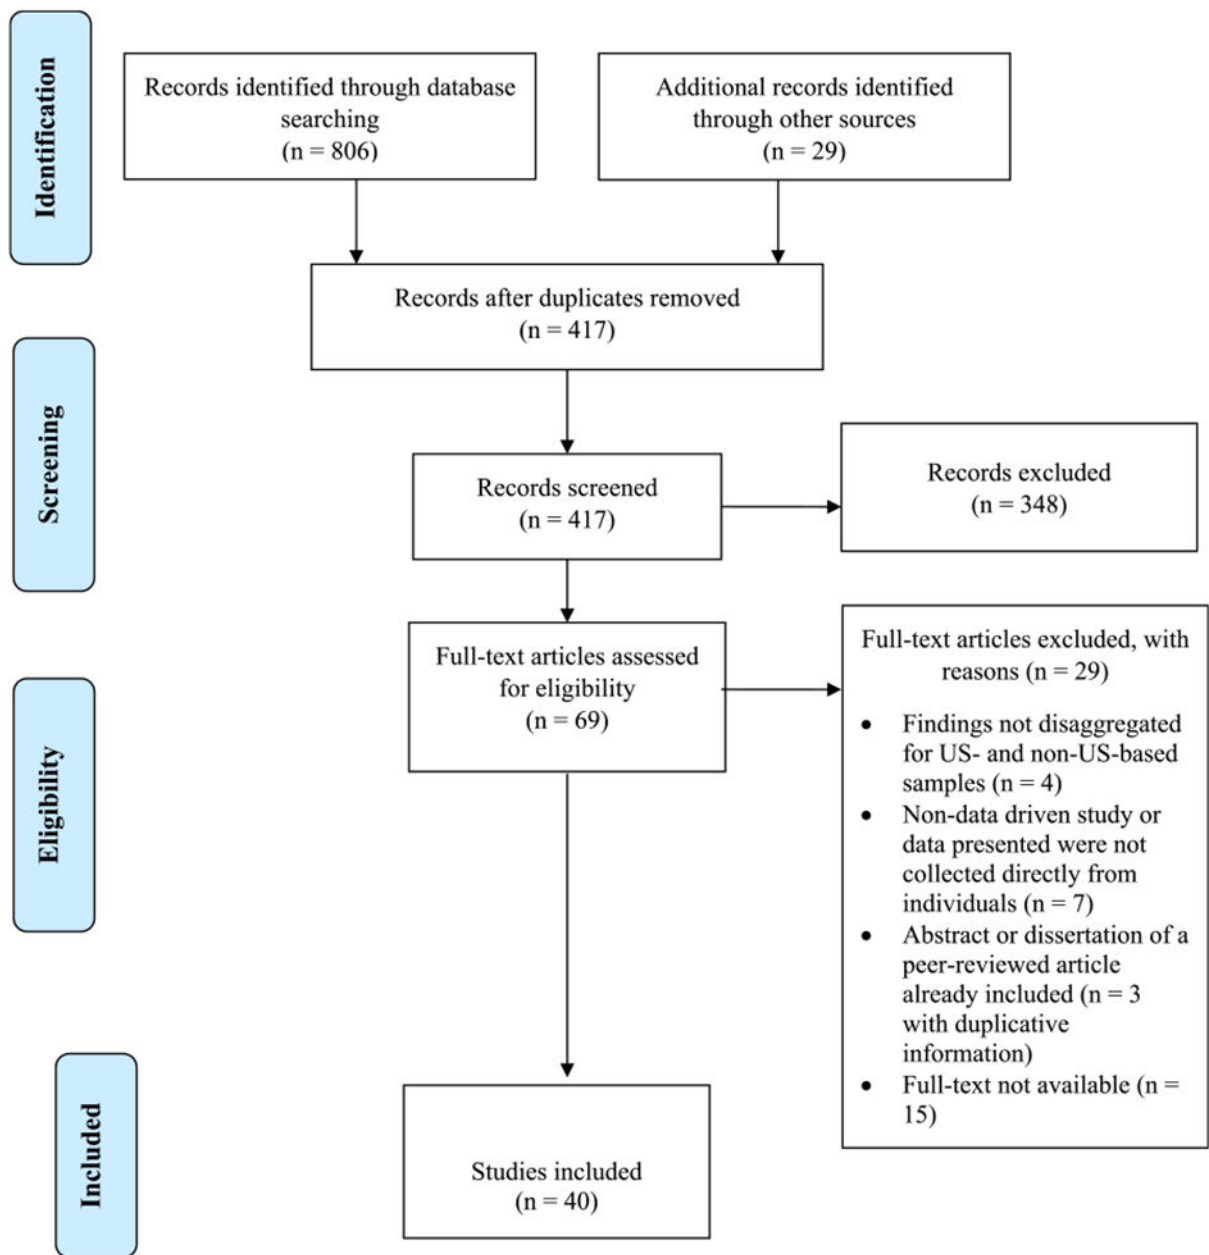 Identification
Records identified through database
searching
(n = 806)
Additional records identified
through other sources
(n = 29)
Records after duplicates removed
(n = 417)
Screening
Records screened
(n = 417)
Records excluded
(n = 348)
Eligibility
Full-text articles assessed
for eligibility
(n = 69)
Full-text articles excluded, with
reasons (n = 29)
• Findings not disaggregated
for US- and non-US-based
samples (n = 4)
• Non-data driven study or
data presented were not
collected directly from
individuals (n = 7)
• Abstract or dissertation of a
peer-reviewed article
already included (n = 3
with duplicative
information)
• Full-text not available (n =
15)
Included
Studies included
(n = 40)